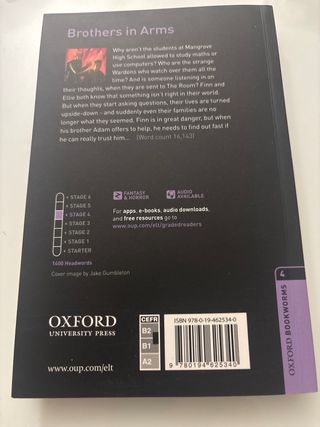 Brothers in Arms
Why aren't the students at Mangrove
High School allowed to study maths or
use computers? Who are the strange
Wardens who watch over them all the
time? And is someone listening in on
their thoughts, when they are sent to The Room? Finn and
Ellie both know that something isn't right in their world.
But when they start asking questions, their lives are turned
upside-down - and suddenly even their families are no
longer what they seemed. Finn is in great danger, but when
his brother Adam offers to help, he needs to find out fast if
he can really trust him... [Word count 16,143]
• STAGE 6
• STAGE 5
• STAGE 4
• STAGE 3
• STAGE 2
• STAGE 1
• STARTER
1400 Headwords
FANTASY
& HORROR
AUDIO
AVAILABLE
For apps, e-books, audio downloads,
and free resources go to
www.oup.com/elt/gradedreaders
Cover image by Jake Gumbleton
4
OXFORD BOOKWORMS
OXFORD
UNIVERSITY PRESS
www.oup.com/elt
CEFR
B2
B1
A2
ISBN 978-0-19-462534-0
9 780194 625340